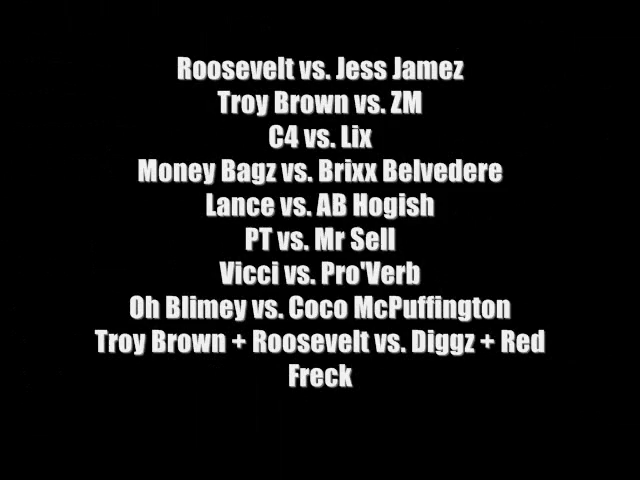 Roosevelt vs. Jess Jamez
Troy Brown vs. ZM
C4 vs. Lix
Money Bagz vs. Brixx Belvedere
Lance vs. AB Hogish
PT vs. Mr Sell
Vicci vs. Pro'Verb
Oh Blimey vs. Coco McPuffington
Troy Brown + Roosevelt vs. Diggz + Red
Freck